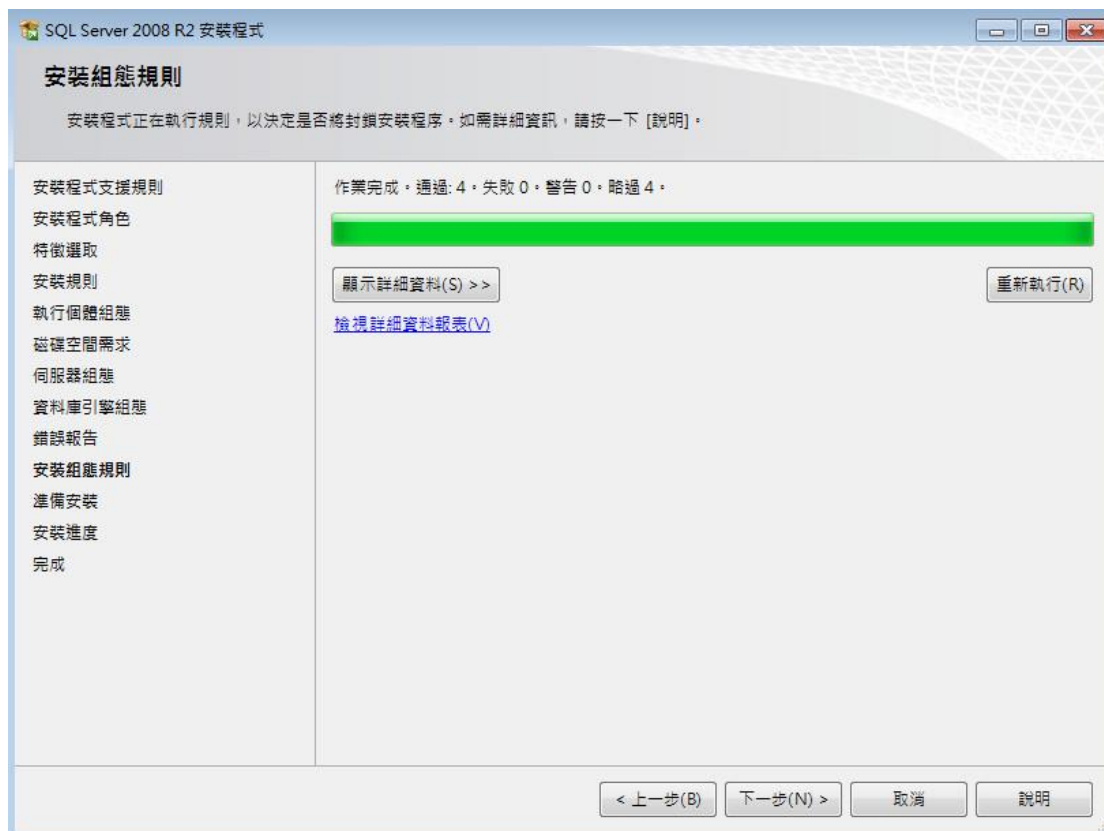 SQL Server 2008 R2 安裝程式
安裝組態規則
安裝程式正在執行規則，以決定是否將封鎖安裝程序。如需詳細資訊，請按一下 [說明]。
安裝程式支援規則
安裝程式角色
特徵選取
安裝規則
執行個體組態
磁碟空間需求
伺服器組態
資料庫引擎組態
錯誤報告
安裝組態規則
準備安裝
安裝進度
完成
作業完成。通過: 4。失敗 0。警告 0。略過 4。
顯示詳細資料(S) >>
重新執行(R)
檢視詳細資料報表(V)
< 上一步(B)
下一步(N) >
取消
說明